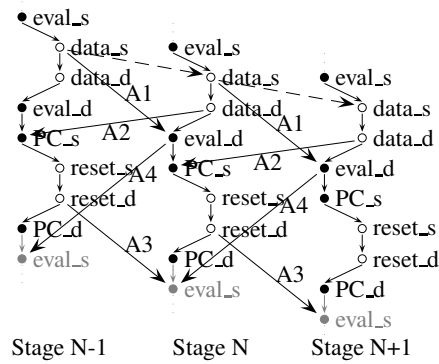 eval_s
data_s
eval_s
data_d
A1
data_s
eval_s
eval_d
data_d
A1
data_s
PC_s
A2
eval_d
data_d
reset_s
A4
PC_s
A2
eval_d
reset_d
reset_s
A4
PC_s
PC_d
A3
reset_d
reset_s
eval_s
PC_d
A3
reset_d
eval_s
PC_d
eval_s
Stage N-1
Stage N
Stage N+1